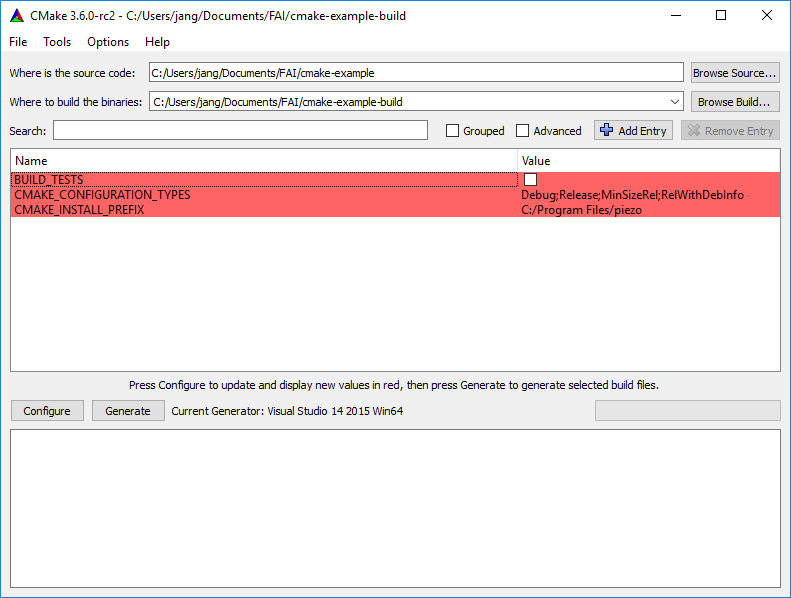 CMake 3.6.0-rc2 - C:/Users/jang/Documents/FAI/cmake-example-build
File Tools Options Help
Where is the source code: C:/Users/jang/Documents/FAI/cmake-example Browse Source...
Where to build the binaries: C:/Users/jang/Documents/FAI/cmake-example-build Browse Build...
Search: Grouped Advanced Add Entry Remove Entry
Name Value
BUILD_TESTS
CMAKE_CONFIGURATION_TYPES Debug;Release;MinSizeRel;RelWithDebInfo
CMAKE_INSTALL_PREFIX C:/Program Files/piezo
Press Configure to update and display new values in red, then press Generate to generate selected build files.
Configure Generate Current Generator: Visual Studio 14 2015 Win64